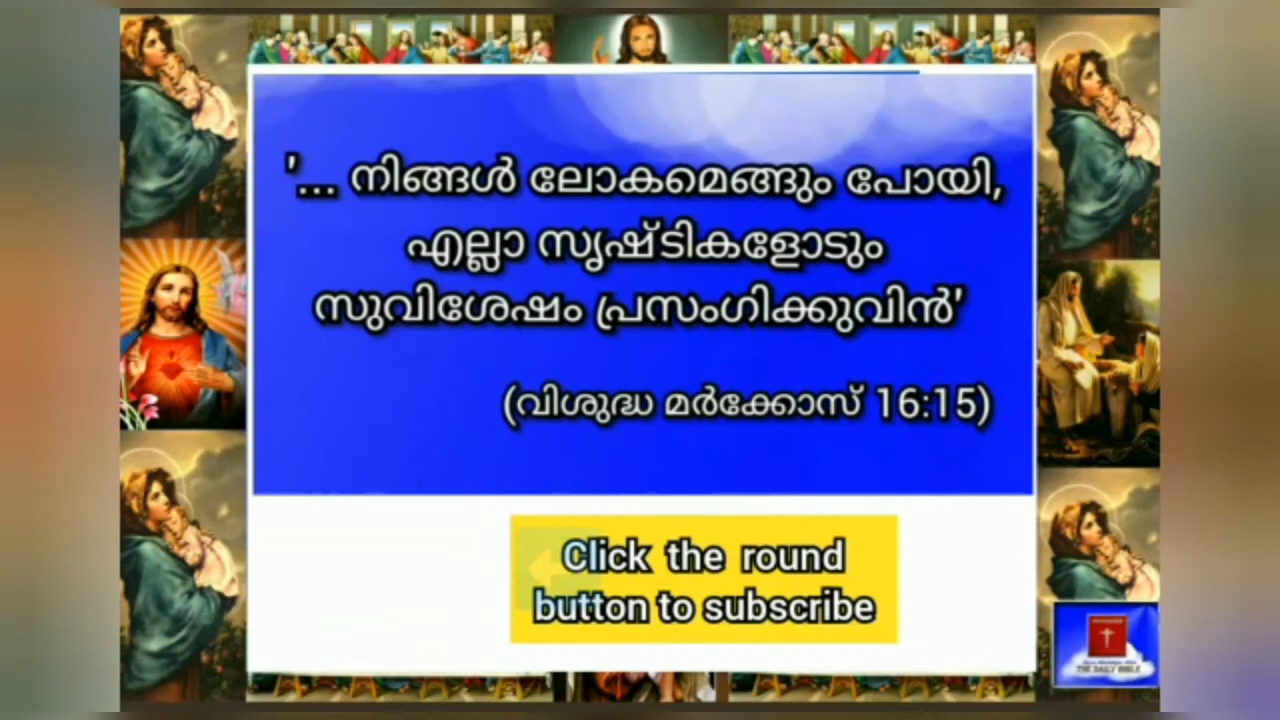 '... നിങ്ങൾ ലോകമെങ്ങും പോയി,
എല്ലാ സൃഷ്ടികളോടും
സുവിശേഷം പ്രസംഗിക്കുവിൻ'
(വിശുദ്ധ മർക്കോസ് 16:15)
Click the round
button to subscribe
THE DAILY BIBLE